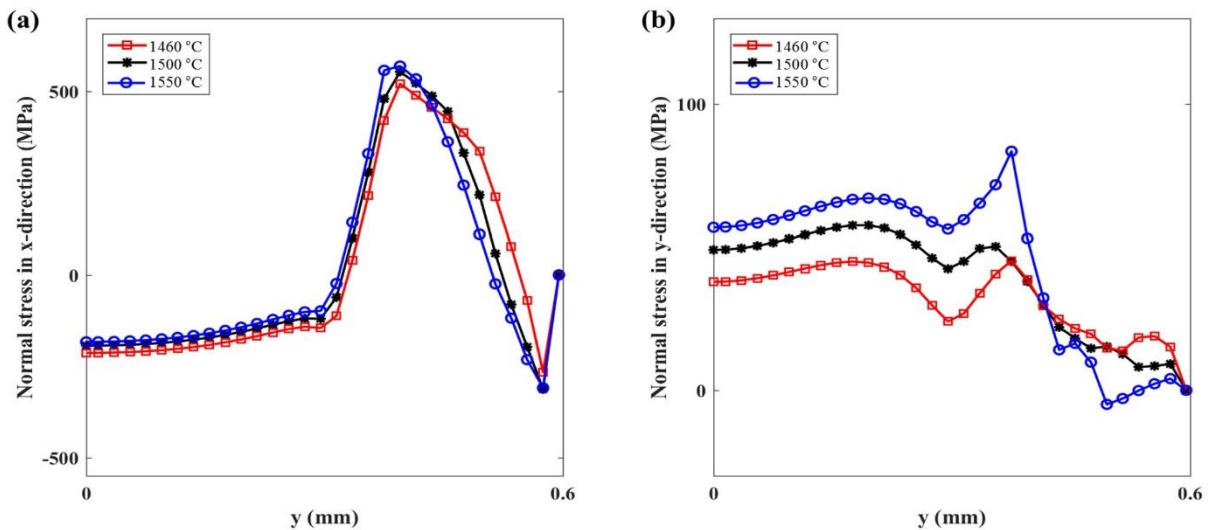 (a)
1460 °C
1500 °C
1550 °C
Normal stress in x-direction (MPa)
500
0
-500
0
0.6
y (mm)
(b)
1460 °C
1500 °C
1550 °C
Normal stress in y-direction (MPa)
100
0
0
0.6
y (mm)